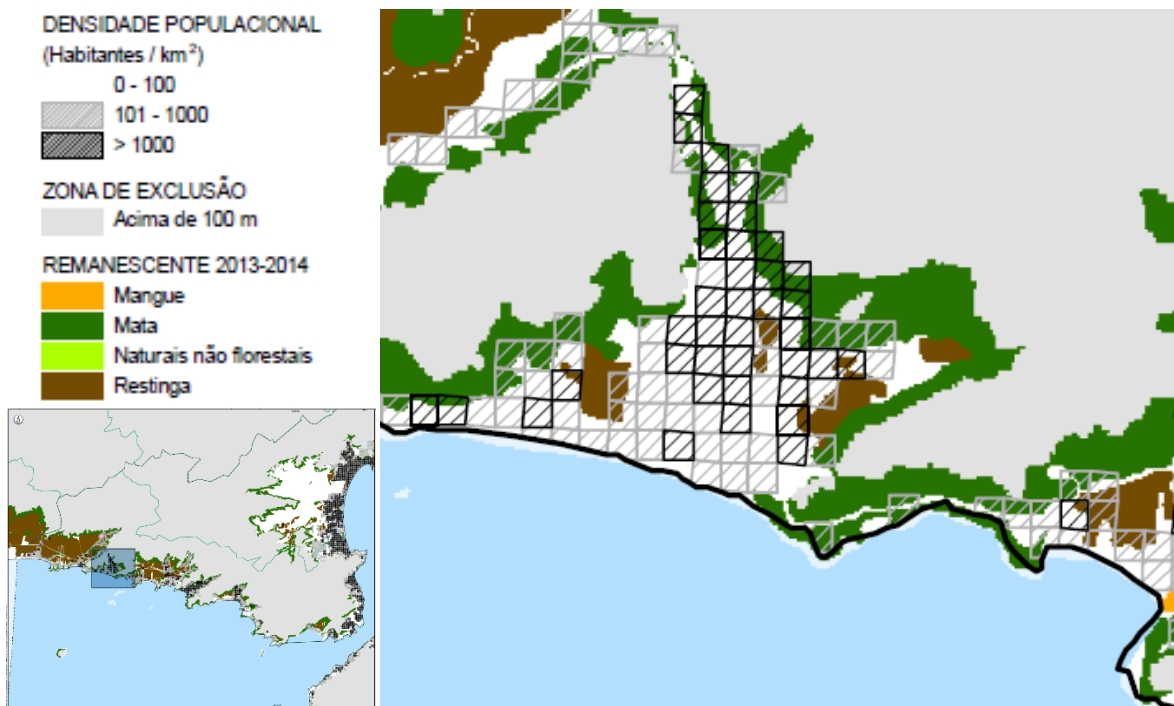 DENSIDADE POPULACIONAL
(Habitantes / km²)
0 - 100
101 - 1000
> 1000
ZONA DE EXCLUSÃO
Acima de 100 m
REMANESCENTE 2013-2014
Mangue
Mata
Naturais não florestais
Restinga